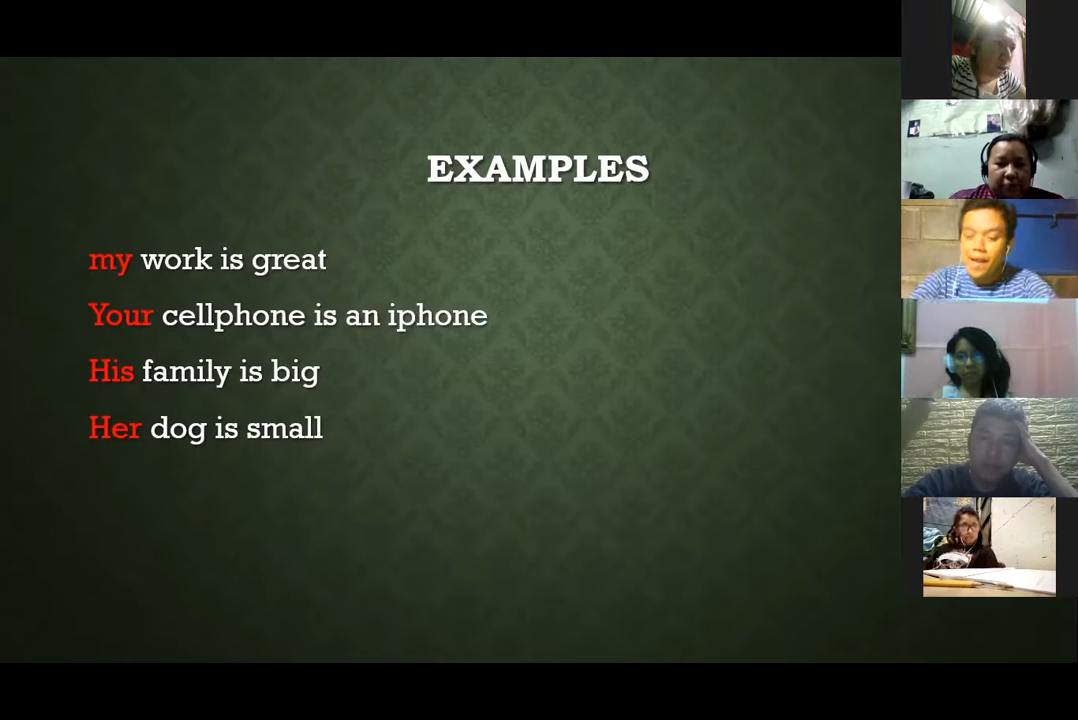 EXAMPLES
my work is great
Your cellphone is an iphone
His family is big
Her dog is small